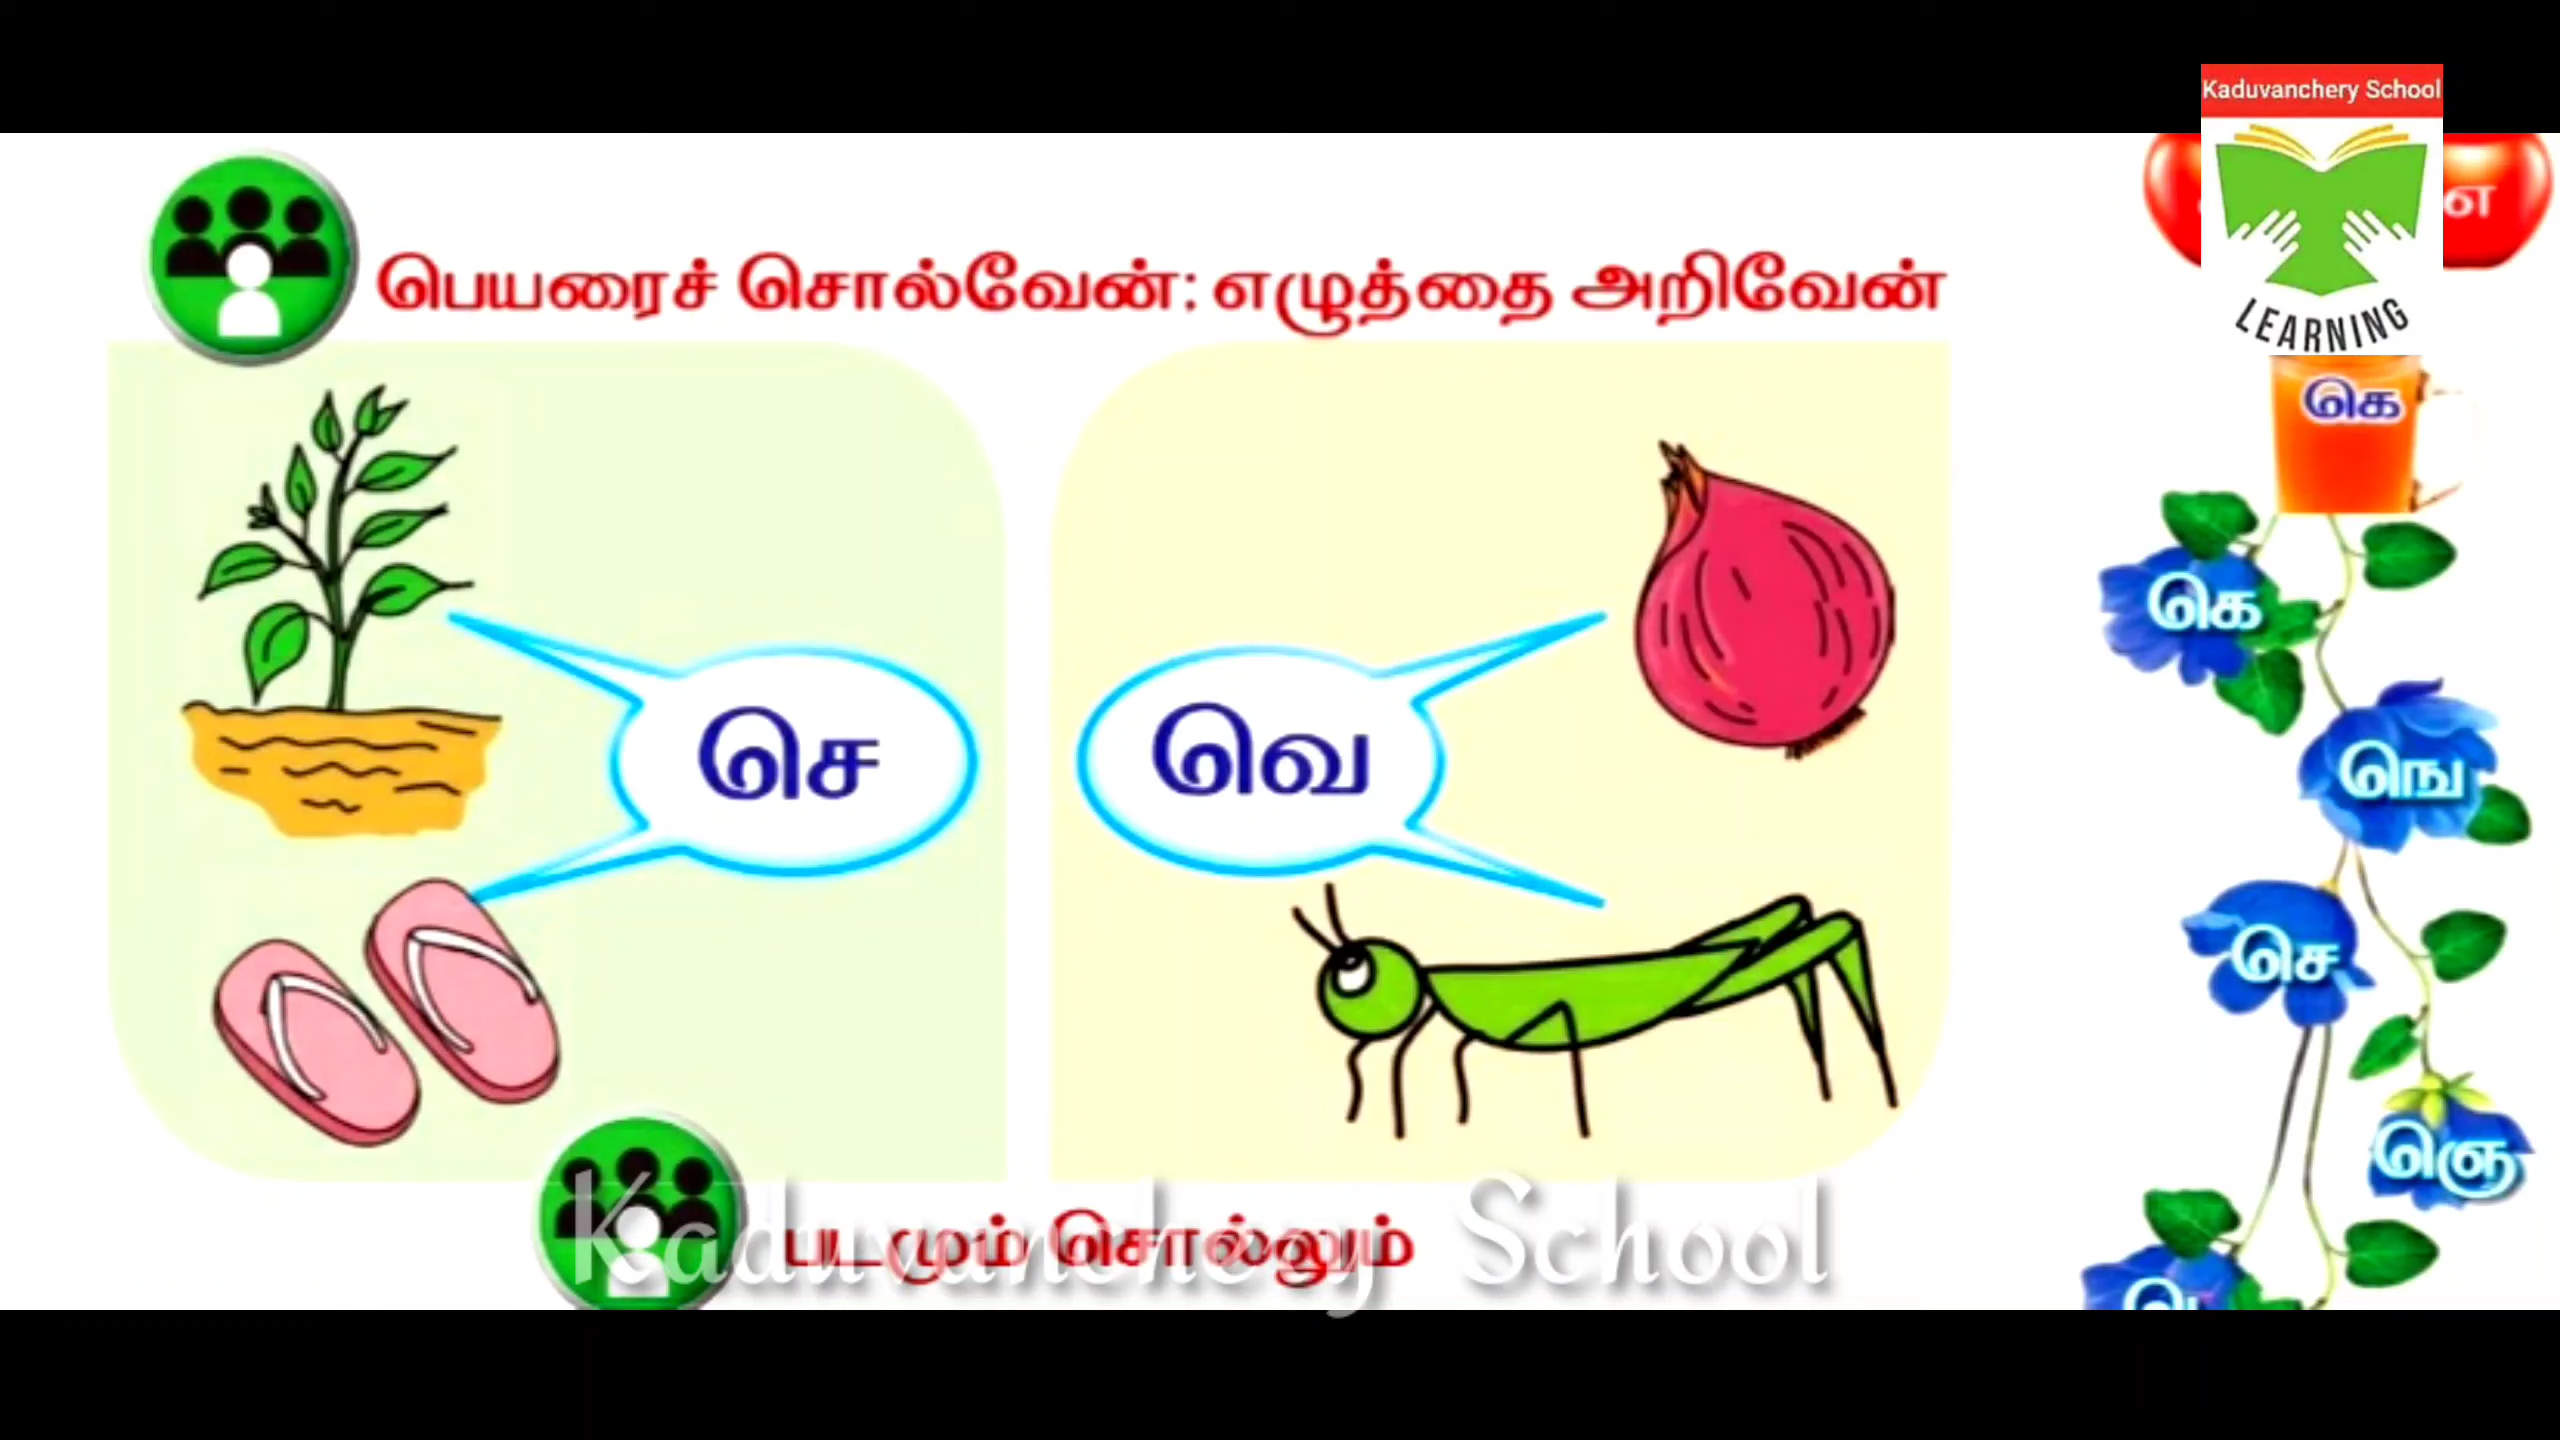 Kaduvanchery School
LEARNING
பெயரைச் சொல்வேன்: எழுத்தை அறிவேன்
கெ
கெ
செ
வெ
ஙெ
செ
ஞெ
படமும் சொல்லும்
Kaduvanchery School